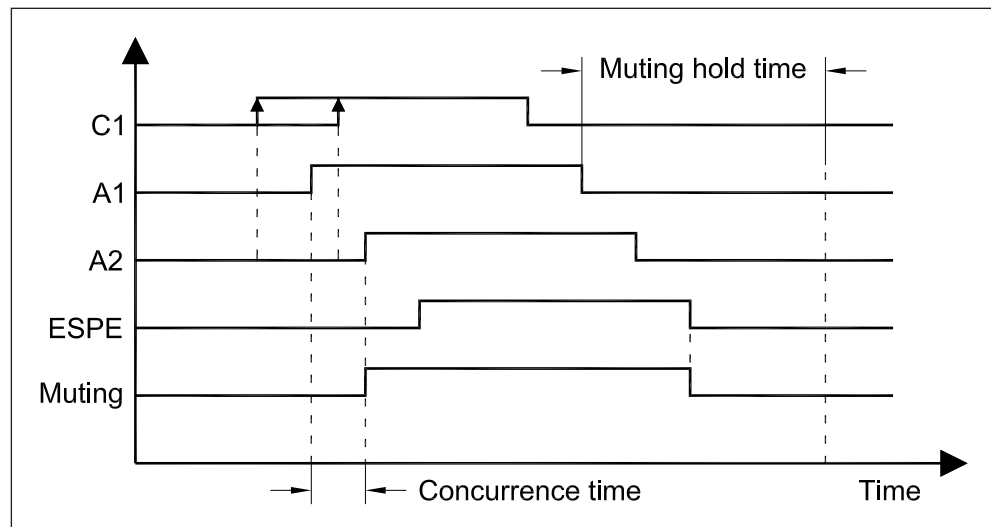 Muting hold time
C1
A1
A2
ESPE
Muting
Concurrence time
Time